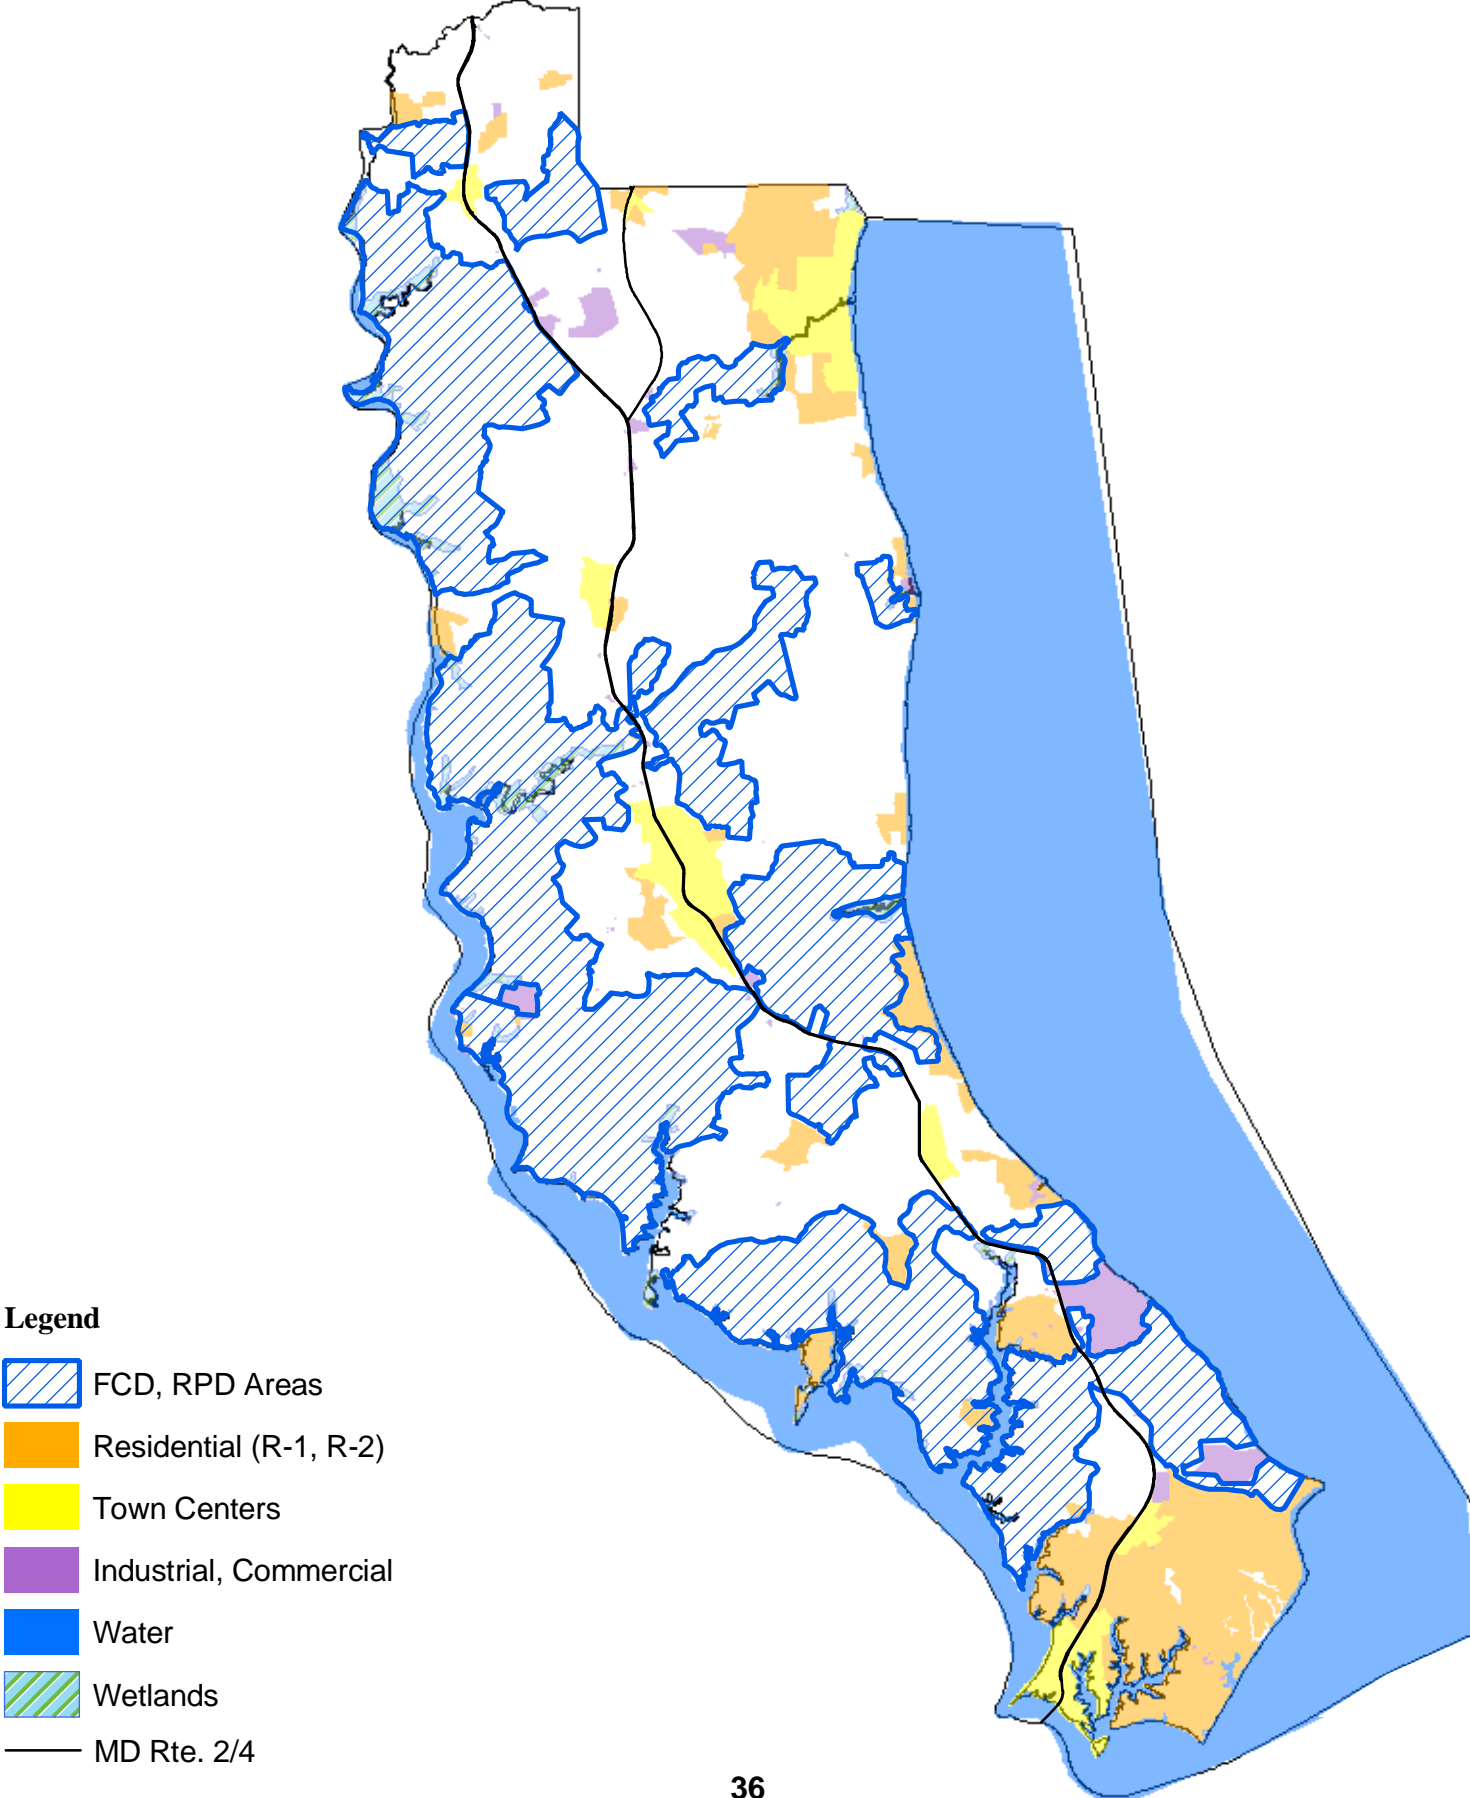 Legend
FCD, RPD Areas
Residential (R-1, R-2)
Town Centers
Industrial, Commercial
Water
Wetlands
MD Rte. 2/4
36